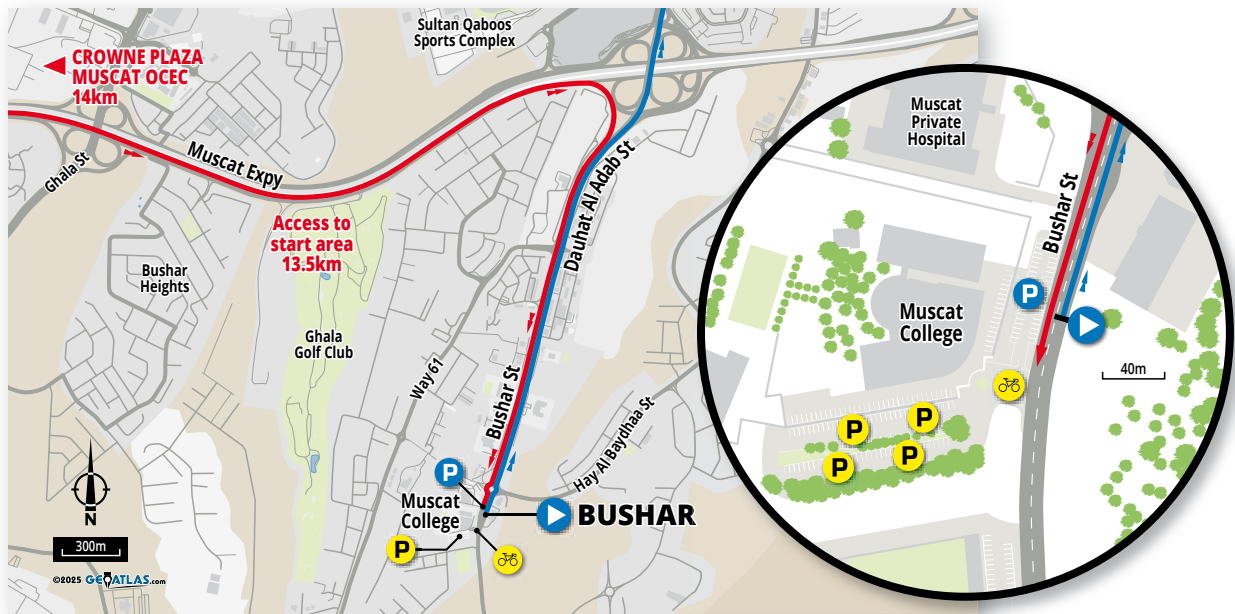 Sultan Qaboos
Sports Complex
CROWNE PLAZA
MUSCAT OCEC
14km
Ghala St
Muscat Expy
Access to
start area
13.5km
Bushar
Heights
Ghala
Golf Club
Way 61
Dauhat Al Adab St
Bushar St
Hay Al Baydhaa St
P
Muscat
College
BUSHAR
P
N
300m
©2025 GEOATLAS.com
Muscat
Private
Hospital
Bushar St
P
Muscat
College
40m
P
P
P
P